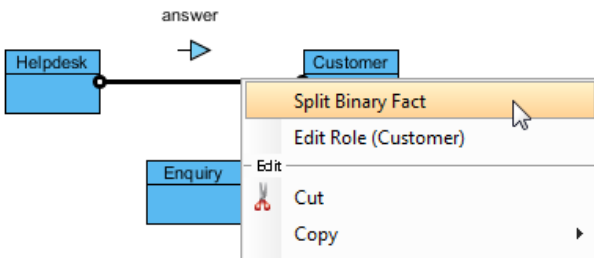 answer
Helpdesk
Customer
Split Binary Fact
Edit Role (Customer)
Enquiry
Edit
Cut
Copy